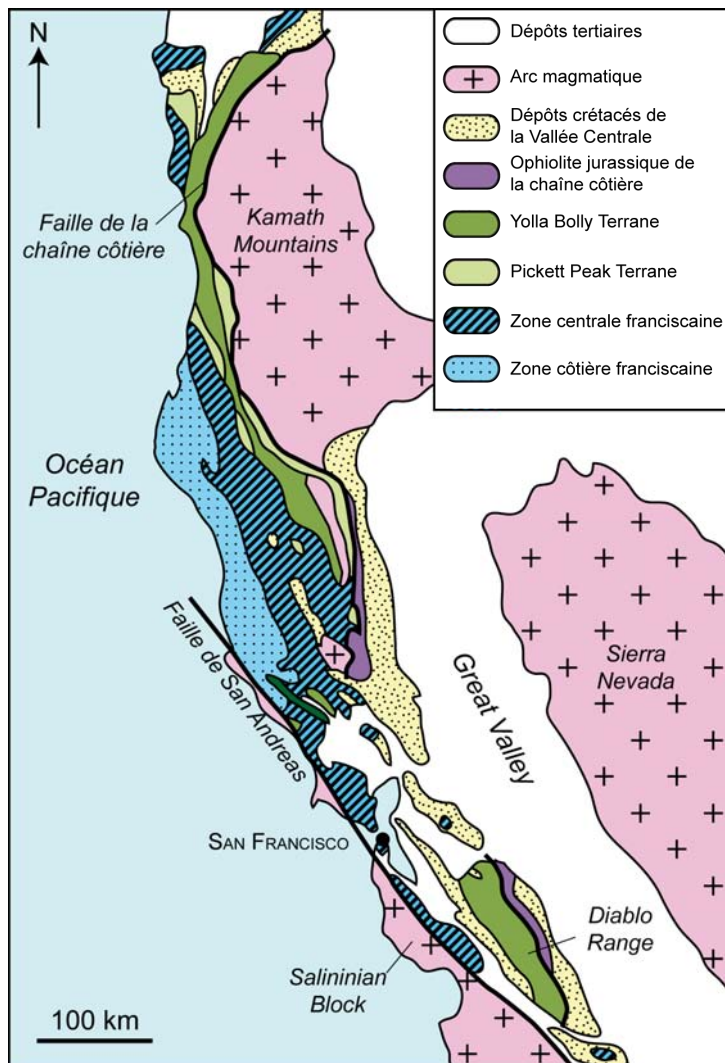 N
Dépôts tertiaires
Arc magmatique
Dépôts crétacés de
la Vallée Centrale
Ophiolite jurassique de
la chaîne côtière
Yolla Bolly Terrane
Pickett Peak Terrane
Zone centrale franciscaine
Zone côtière franciscaine
Faille de la
chaîne côtière
Kamath
Mountains
Océan
Pacifique
Faille de San Andreas
Great Valley
Sierra
Nevada
SAN FRANCISCO
Diablo
Range
Salininian
Block
100 km